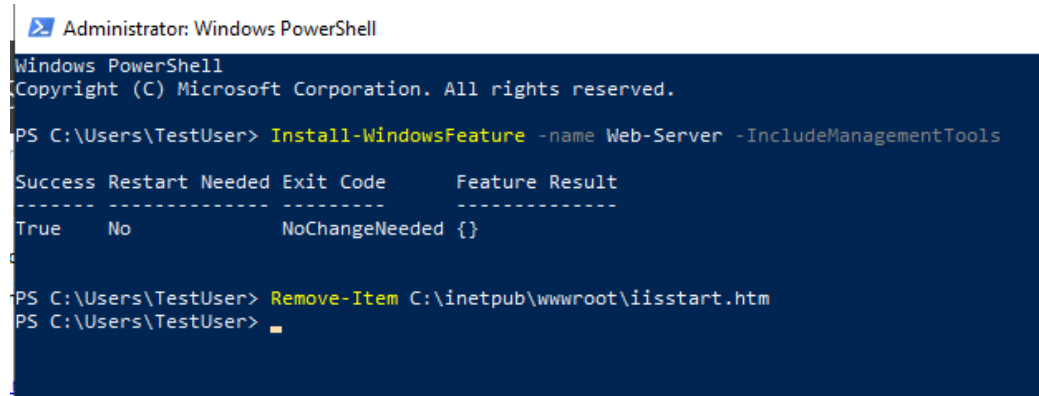 Administrator: Windows PowerShell
Windows PowerShell
Copyright (C) Microsoft Corporation. All rights reserved.
PS C:\Users\TestUser> Install-WindowsFeature -name Web-Server -IncludeManagementTools
Success Restart Needed Exit Code      Feature Result
------- -------------- ---------      --------------
True    No             NoChangeNeeded {}
PS C:\Users\TestUser> Remove-Item C:\inetpub\wwwroot\iisstart.htm
PS C:\Users\TestUser>